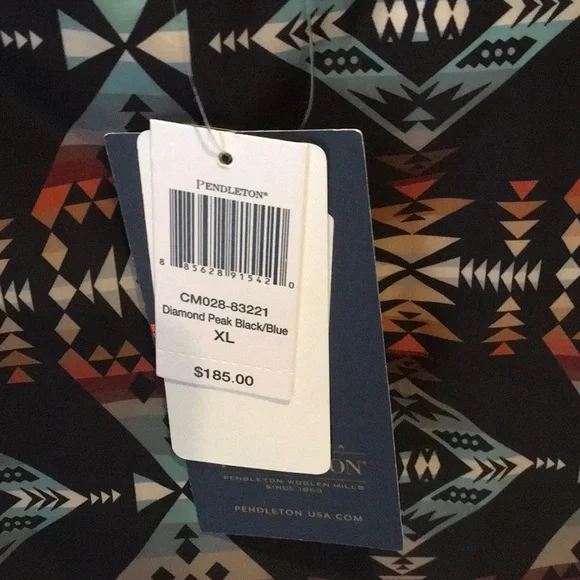 PENDLETON®
8 85628 91542 0
CM028-83221
Diamond Peak Black/Blue
XL
$185.00
ON®
PENDLETON WOOLEN MILLS
SINCE 1863
PENDLETON-USA.COM